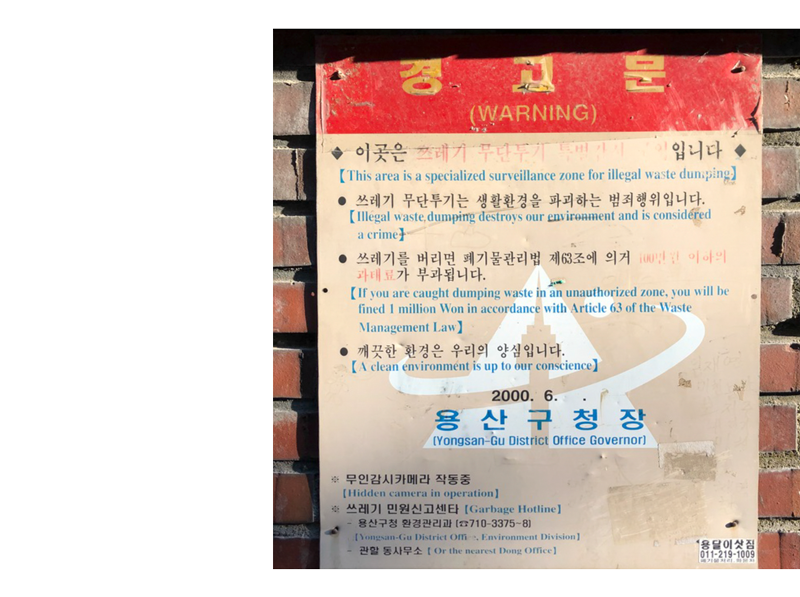 경 고 문
(WARNING)
◆ 이곳은 쓰레기 무단투기 입니다 ◆
【This area is a specialized surveillance zone for illegal waste dumping】
● 쓰레기 무단투기는 생활환경을 파괴하는 범죄행위입니다.
【Illegal waste dumping destroys our environment and is considered
a crime】
● 쓰레기를 버리면 폐기물관리법 제63조에 의거 100만원 이하의
과태료가 부과됩니다.
【If you are caught dumping waste in an unauthorized zone, you will be
fined 1 million Won in accordance with Article 63 of the Waste
Management Law】
● 깨끗한 환경은 우리의 양심입니다.
【A clean environment is up to our conscience】
2000. 6. .
용 산 구 청 장
(Yongsan-Gu District Office Governor)
※ 무인감시카메라 작동중
【Hidden camera in operation】
※ 쓰레기 민원신고센타【Garbage Hotline】
- 용산구청 환경관리과 (☎710-3375~8)
【Yongsan-Gu District Office, Environment Division】
- 관할 동사무소【Or the nearest Dong Office】
용달이삿짐
011-219-1009